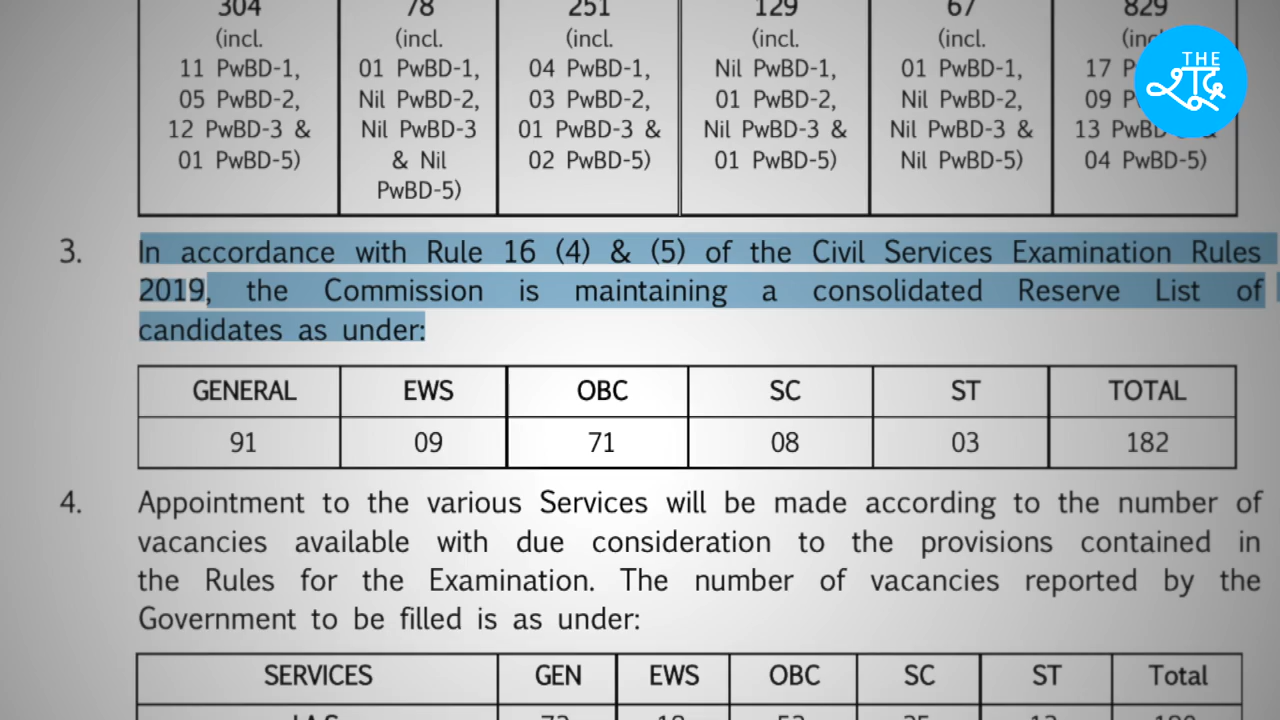 304 78 251 129 67 829
(incl. (incl. (incl. (incl. (incl.
11 PwBD-1, 01 PwBD-1, 04 PwBD-1, Nil PwBD-1, 01 PwBD-1, 17
05 PwBD-2, Nil PwBD-2, 03 PwBD-2, 01 PwBD-2, Nil PwBD-2, 09
12 PwBD-3 & Nil PwBD-3 01 PwBD-3 & Nil PwBD-3 & Nil PwBD-3 & 13 PwBD-3 &
01 PwBD-5) & Nil 02 PwBD-5) 01 PwBD-5) Nil PwBD-5) 04 PwBD-5)
PwBD-5)
THE
शब्द
3. In accordance with Rule 16 (4) & (5) of the Civil Services Examination Rules
2019, the Commission is maintaining a consolidated Reserve List of
candidates as under:
GENERAL EWS OBC SC ST TOTAL
91 09 71 08 03 182
4. Appointment to the various Services will be made according to the number of
vacancies available with due consideration to the provisions contained in
the Rules for the Examination. The number of vacancies reported by the
Government to be filled is as under:
SERVICES GEN EWS OBC SC ST Total